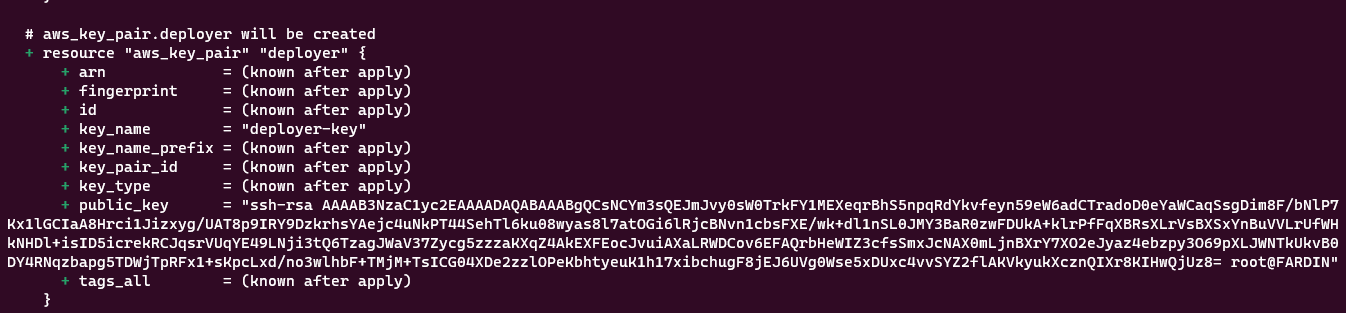 }
# aws_key_pair.deployer will be created
+ resource "aws_key_pair" "deployer" {
+ arn = (known after apply)
+ fingerprint = (known after apply)
+ id = (known after apply)
+ key_name = "deployer-key"
+ key_name_prefix = (known after apply)
+ key_pair_id = (known after apply)
+ key_type = (known after apply)
+ public_key = "ssh-rsa AAAAB3NzaC1yc2EAAAADAQABAAABgQCsNCYm3sQEJmJvy0sW0TrkFY1MEXeqrBhS5npqRdYkvfeyn59eW6adCTradoD0eYaWCaqSsgDim8F/bNlP7
Kx1lGCIaA8Hrci1Jizxyg/UAT8p9IRY9DzkrhsYAejc4uNkPT44SehTl6ku08wyas8l7atOGi6lRjcBNvn1cbsFXE/wk+dl1nSL0JMY3BaR0zwFDUkA+klrPfFqXBRsXLrVsBXSxYnBuVVLrUfWH
kNHDl+isID5icrekRCJqsrVUqYE49LNji3tQ6TzagJWaV37Zycg5zzzaKXqZ4AkEXFEocJvuiAXaLRWDCov6EFAQrbHeWIZ3cfsSmxJcNAX0mLjnBXrY7XO2eJyaz4ebzpy3O69pXLJWNTkUkvB0
DY4RNqzbapg5TDWjTpRFx1+sKpcLxd/no3wlhbF+TMjM+TsICG04XDe2zzlOPeKbhtyeuK1h17xibchugF8jEJ6UVg0Wse5xDUxc4vvSYZ2flAKVkyukXcznQIXr8KIHwQjUz8= root@FARDIN"
+ tags_all = (known after apply)
}